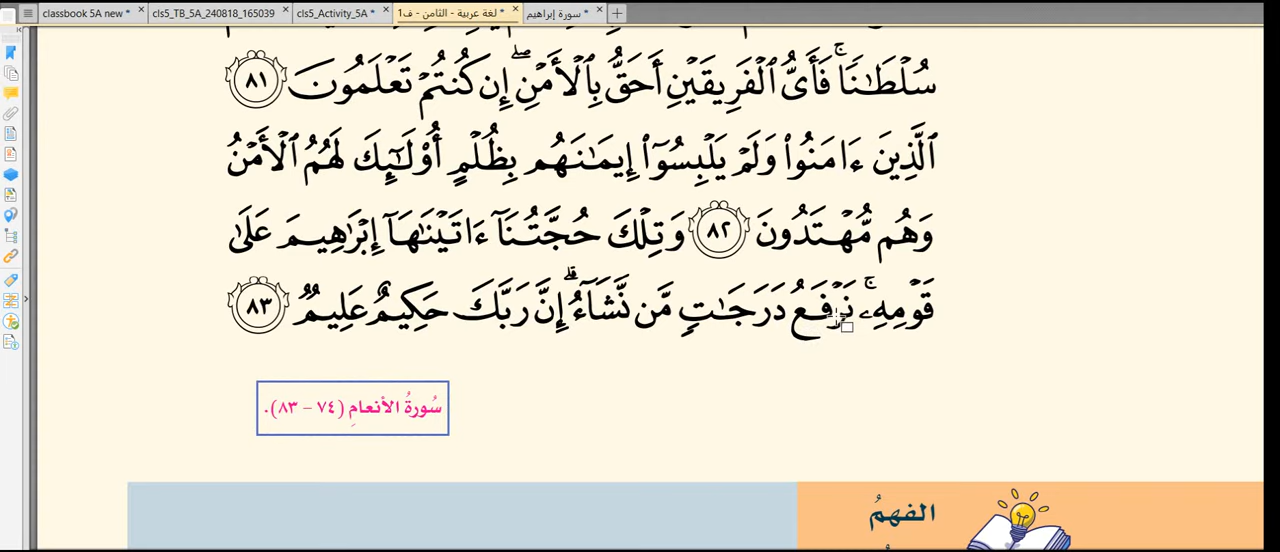 classbook 5A new *
cls5_TB_5A_240818_165039
cls5_Activity_5A *
لغة عربية - الثامن - ف1 *
سورة إبراهيم *
سُلۡطَٰنٗاۚ فَأَيُّ ٱلۡفَرِيقَيۡنِ أَحَقُّ بِٱلۡأَمۡنِۖ إِن كُنتُمۡ تَعۡلَمُونَ ٨١
ٱلَّذِينَ ءَامَنُواْ وَلَمۡ يَلۡبِسُوٓاْ إِيمَٰنَهُم بِظُلۡمٍ أُوْلَٰٓئِكَ لَهُمُ ٱلۡأَمۡنُ
وَهُم مُّهۡتَدُونَ ٨٢ وَتِلۡكَ حُجَّتُنَآ ءَاتَيۡنَٰهَآ إِبۡرَٰهِيمَ عَلَىٰ
قَوۡمِهِۦۚ نَرۡفَعُ دَرَجَٰتٖ مَّن نَّشَآءُۗ إِنَّ رَبَّكَ حَكِيمٌ عَلِيمٞ ٨٣
سُورةُ الأنعامِ (٧٤ – ٨٣).
الفهمُ